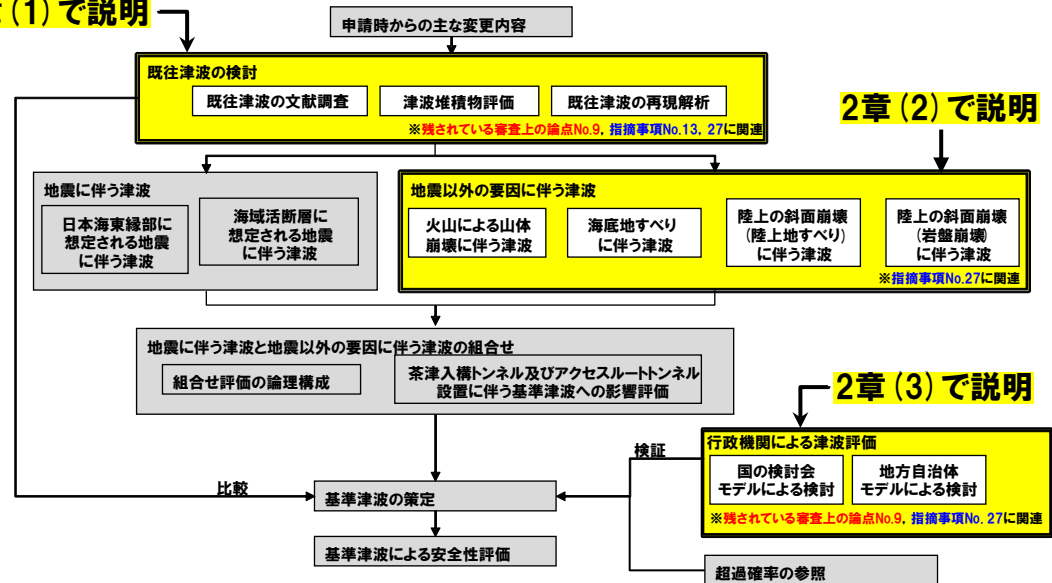 (1)で説明
申請時からの主な変更内容
既往津波の検討
既往津波の文献調査
津波堆積物評価
既往津波の再現解析
※残されている審査上の論点No.9, 指摘事項No.13, 27に関連
2章(2)で説明
地震に伴う津波
日本海東縁部に
想定される地震
に伴う津波
海域活断層に
想定される地震
に伴う津波
地震以外の要因に伴う津波
火山による山体
崩壊に伴う津波
海底地すべり
に伴う津波
陸上の斜面崩壊
(陸上地すべり)
に伴う津波
陸上の斜面崩壊
(岩盤崩壊)
に伴う津波
※指摘事項No.27に関連
地震に伴う津波と地震以外の要因に伴う津波の組合せ
組合せ評価の論理構成
茶津入構トンネル及びアクセスルートトンネル
設置に伴う基準津波への影響評価
2章(3)で説明
行政機関による津波評価
国の検討会
モデルによる検討
地方自治体
モデルによる検討
※残されている審査上の論点No.9, 指摘事項No.27に関連
検証
比較
基準津波の策定
基準津波による安全性評価
超過確率の参照